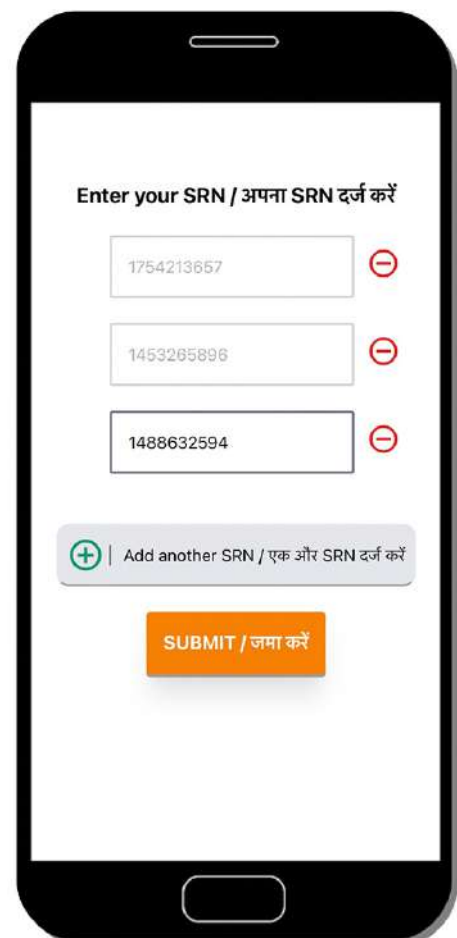 Enter your SRN / अपना SRN दर्ज करें
1754213657
1453265896
1488632594
Add another SRN / एक और SRN दर्ज करें
SUBMIT / जमा करें